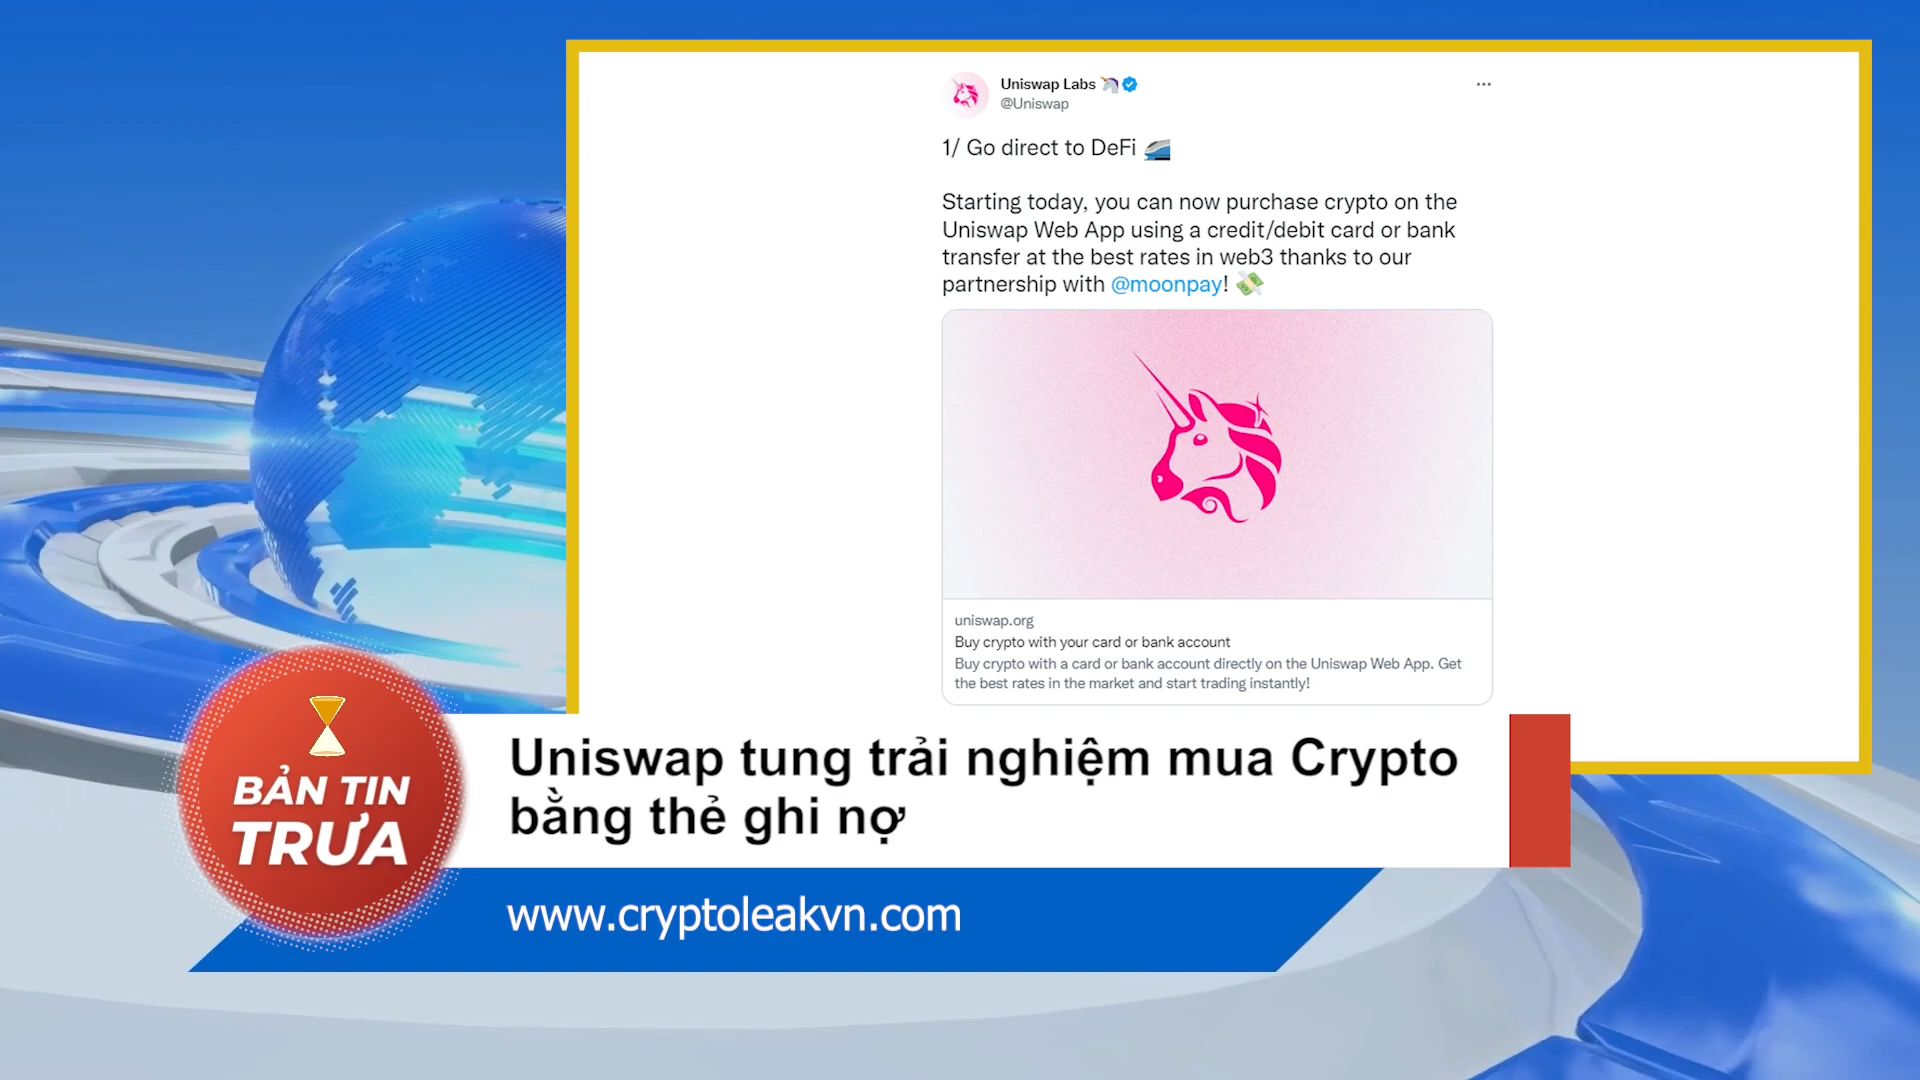 Uniswap Labs 🦄
@Uniswap
1/ Go direct to DeFi 🚄
Starting today, you can now purchase crypto on the
Uniswap Web App using a credit/debit card or bank
transfer at the best rates in web3 thanks to our
partnership with @moonpay! 💸
uniswap.org
Buy crypto with your card or bank account
Buy crypto with a card or bank account directly on the Uniswap Web App. Get
the best rates in the market and start trading instantly!
BẢN TIN
TRƯA
Uniswap tung trải nghiệm mua Crypto
bằng thẻ ghi nợ
www.cryptoleakvn.com